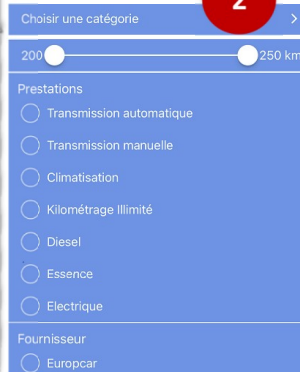 2
Choisir une catégorie >
200 250 km
Prestations
Transmission automatique
Transmission manuelle
Climatisation
Kilométrage Illimité
Diesel
Essence
Electrique
Fournisseur
Europcar